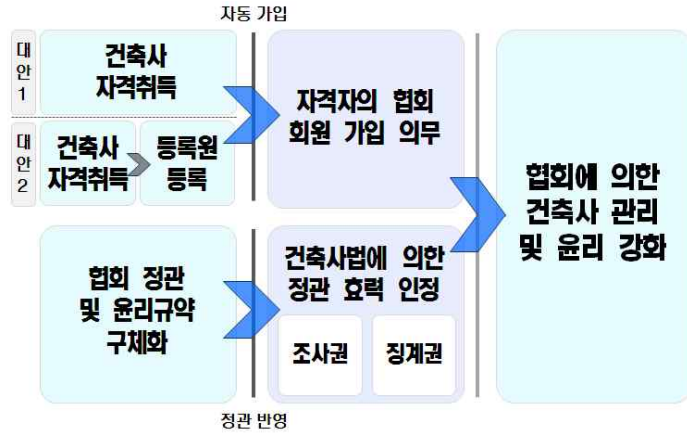 자동 가입
대
안
1
건축사
자격취득
대
안
2
건축사
자격취득
등록원
등록
자격자의 협회
회원 가입 의무
협회 정관
및 윤리규약
구체화
건축사법에 의한
정관 효력 인정
조사권
징계권
협회에 의한
건축사 관리
및 윤리 강화
정관 반영